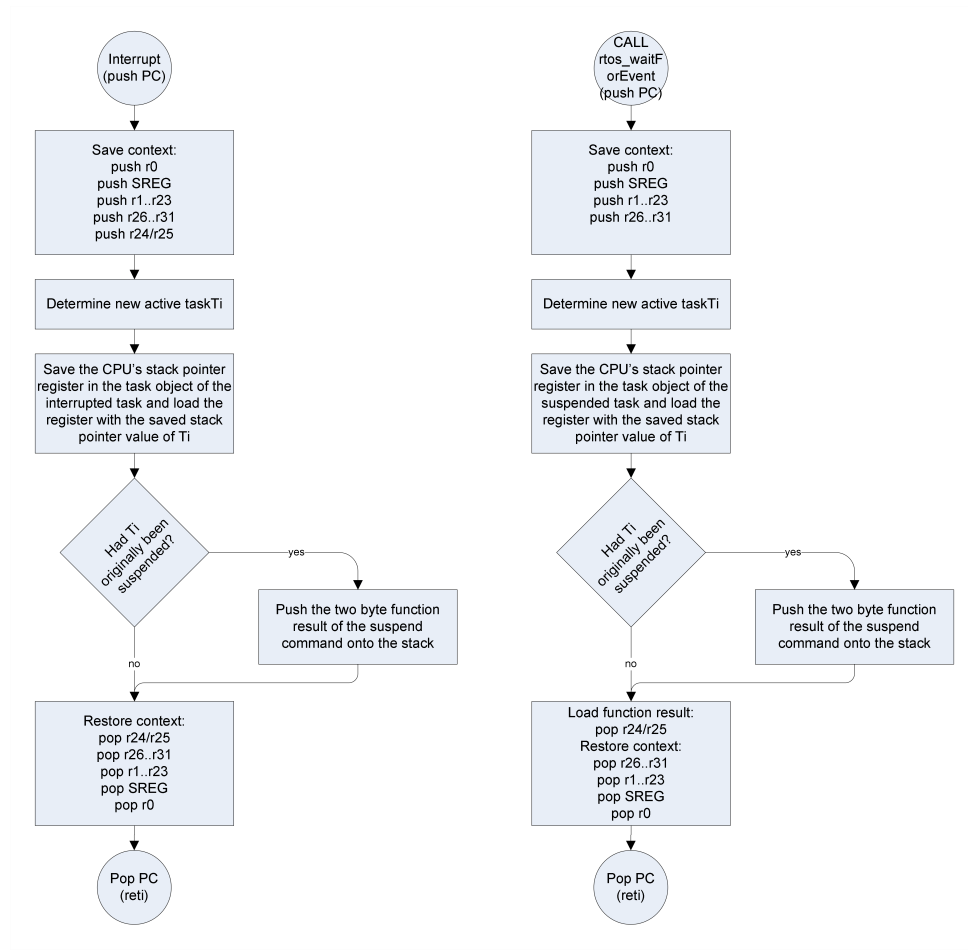 Interrupt
(push PC)
Save context:
push r0
push SREG
push r1..r23
push r26..r31
push r24/r25
Determine new active taskTi
Save the CPU's stack pointer
register in the task object of the
interrupted task and load the
register with the saved stack
pointer value of Ti
Had Ti
originally been
suspended?
yes
Push the two byte function
result of the suspend
command onto the stack
no
Restore context:
pop r24/r25
pop r26..r31
pop r1..r23
pop SREG
pop r0
Pop PC
(reti)
CALL
rtos_waitF
orEvent
(push PC)
Save context:
push r0
push SREG
push r1..r23
push r26..r31
Determine new active taskTi
Save the CPU's stack pointer
register in the task object of the
suspended task and load the
register with the saved stack
pointer value of Ti
Had Ti
originally been
suspended?
yes
Push the two byte function
result of the suspend
command onto the stack
no
Load function result:
pop r24/r25
Restore context:
pop r26..r31
pop r1..r23
pop SREG
pop r0
Pop PC
(reti)